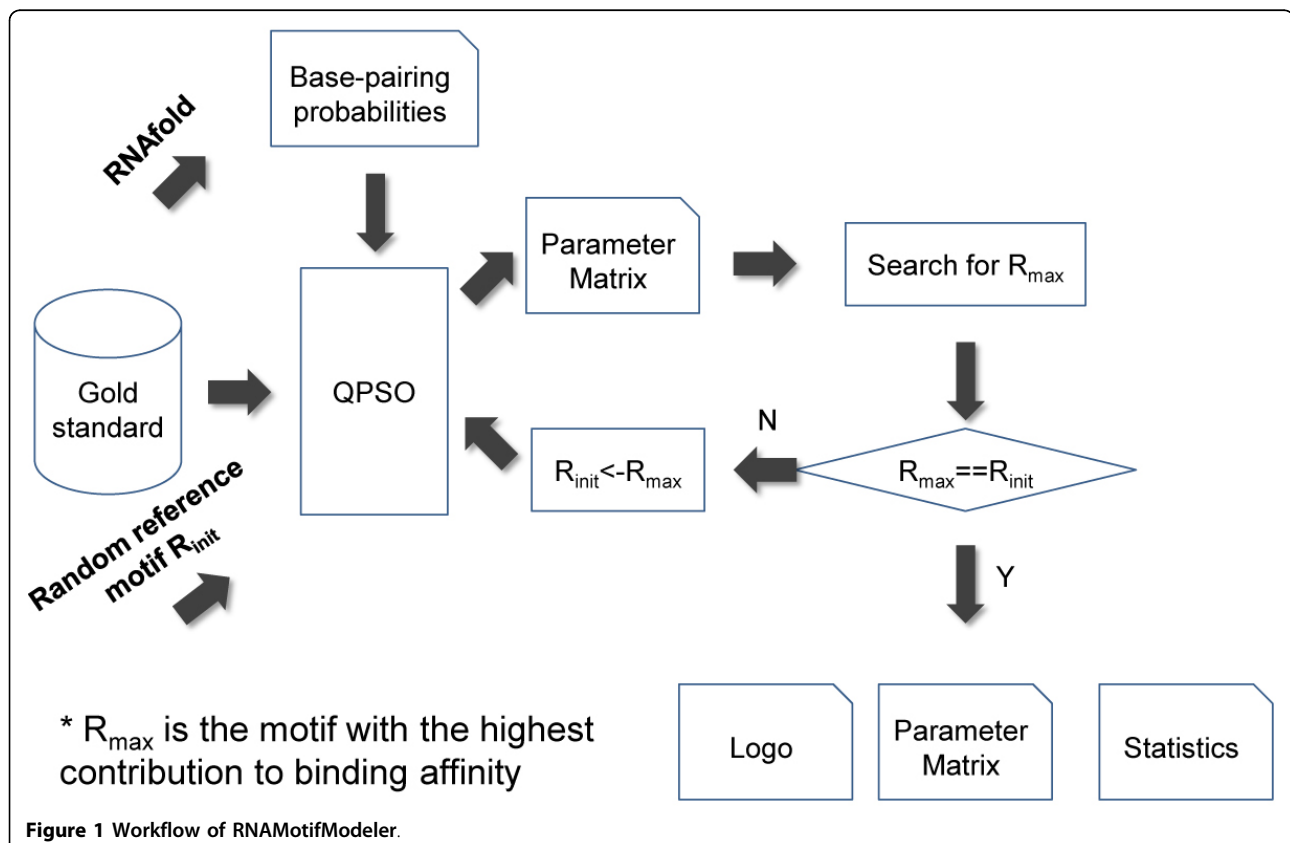 Base-pairing
probabilities
RNAfold
Parameter
Matrix
Search for Rmax
Gold
standard
QPSO
N
Rinit<-Rmax
Rmax==Rinit
Random reference
motif Rinit
Y
* Rmax is the motif with the highest
contribution to binding affinity
Logo
Parameter
Matrix
Statistics
Figure 1 Workflow of RNAMotifModeler.